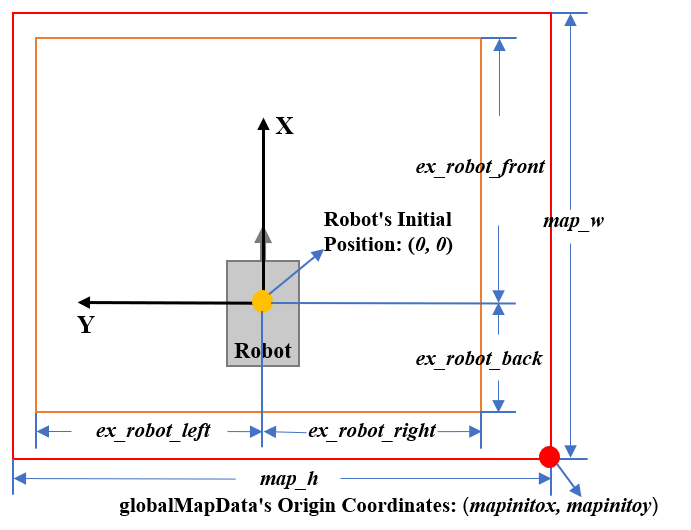 X
ex_robot_front
Robot's Initial
Position: (0, 0)
map_w
Y
Robot
ex_robot_back
ex_robot_left
ex_robot_right
map_h
globalMapData's Origin Coordinates: (mapinitox, mapinitoy)